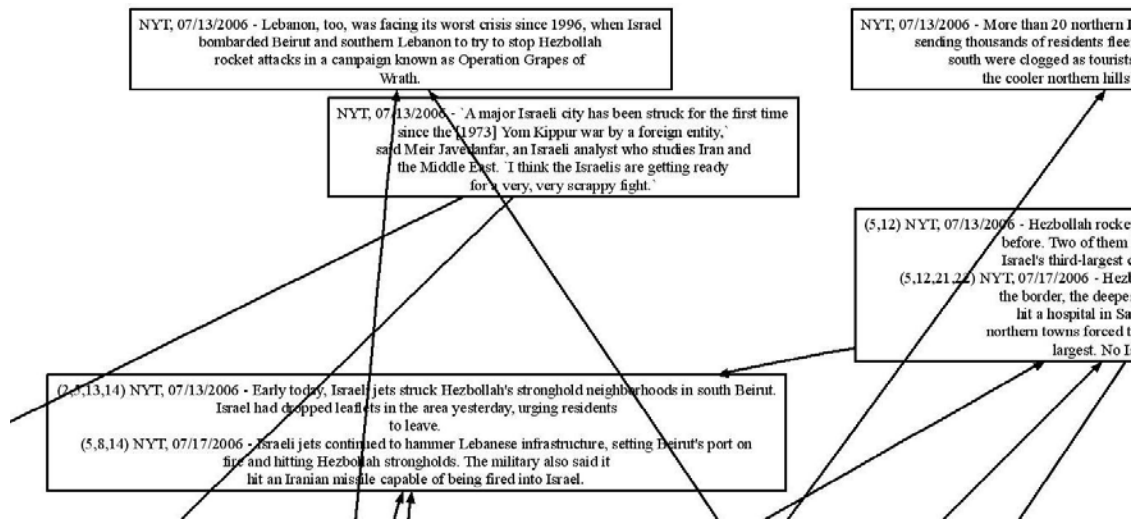 NYT, 07/13/2006 - Lebanon, too, was facing its worst crisis since 1996, when Israel
bombarded Beirut and southern Lebanon to try to stop Hezbollah
rocket attacks in a campaign known as Operation Grapes of
Wrath.
NYT, 07/13/2006 - More than 20 northern
sending thousands of residents
south were clogged as tourists
the cooler northern hills
NYT, 07/13/2006 - `A major Israeli city has been struck for the first time
since the [1973] Yom Kippur war by a foreign entity,`
said Meir Javedanfar, an Israeli analyst who studies Iran and
the Middle East. `I think the Israelis are getting ready
for a very, very scrappy fight.`
(5,12) NYT, 07/13/2006 - Hezbollah
before. Two of them
Israel's third-largest
(5,12,21,22) NYT, 07/17/2006 -
the border, the
hit a hospital in
northern towns forced
largest. No
(2,5,13,14) NYT, 07/13/2006 - Early today, Israeli jets struck Hezbollah's stronghold neighborhoods in south Beirut.
Israel had dropped leaflets in the area yesterday, urging residents
to leave.
(5,8,14) NYT, 07/17/2006 - Israeli jets continued to hammer Lebanese infrastructure, setting Beirut's port on
fire and hitting Hezbollah strongholds. The military also said it
hit an Iranian missile capable of being fired into Israel.